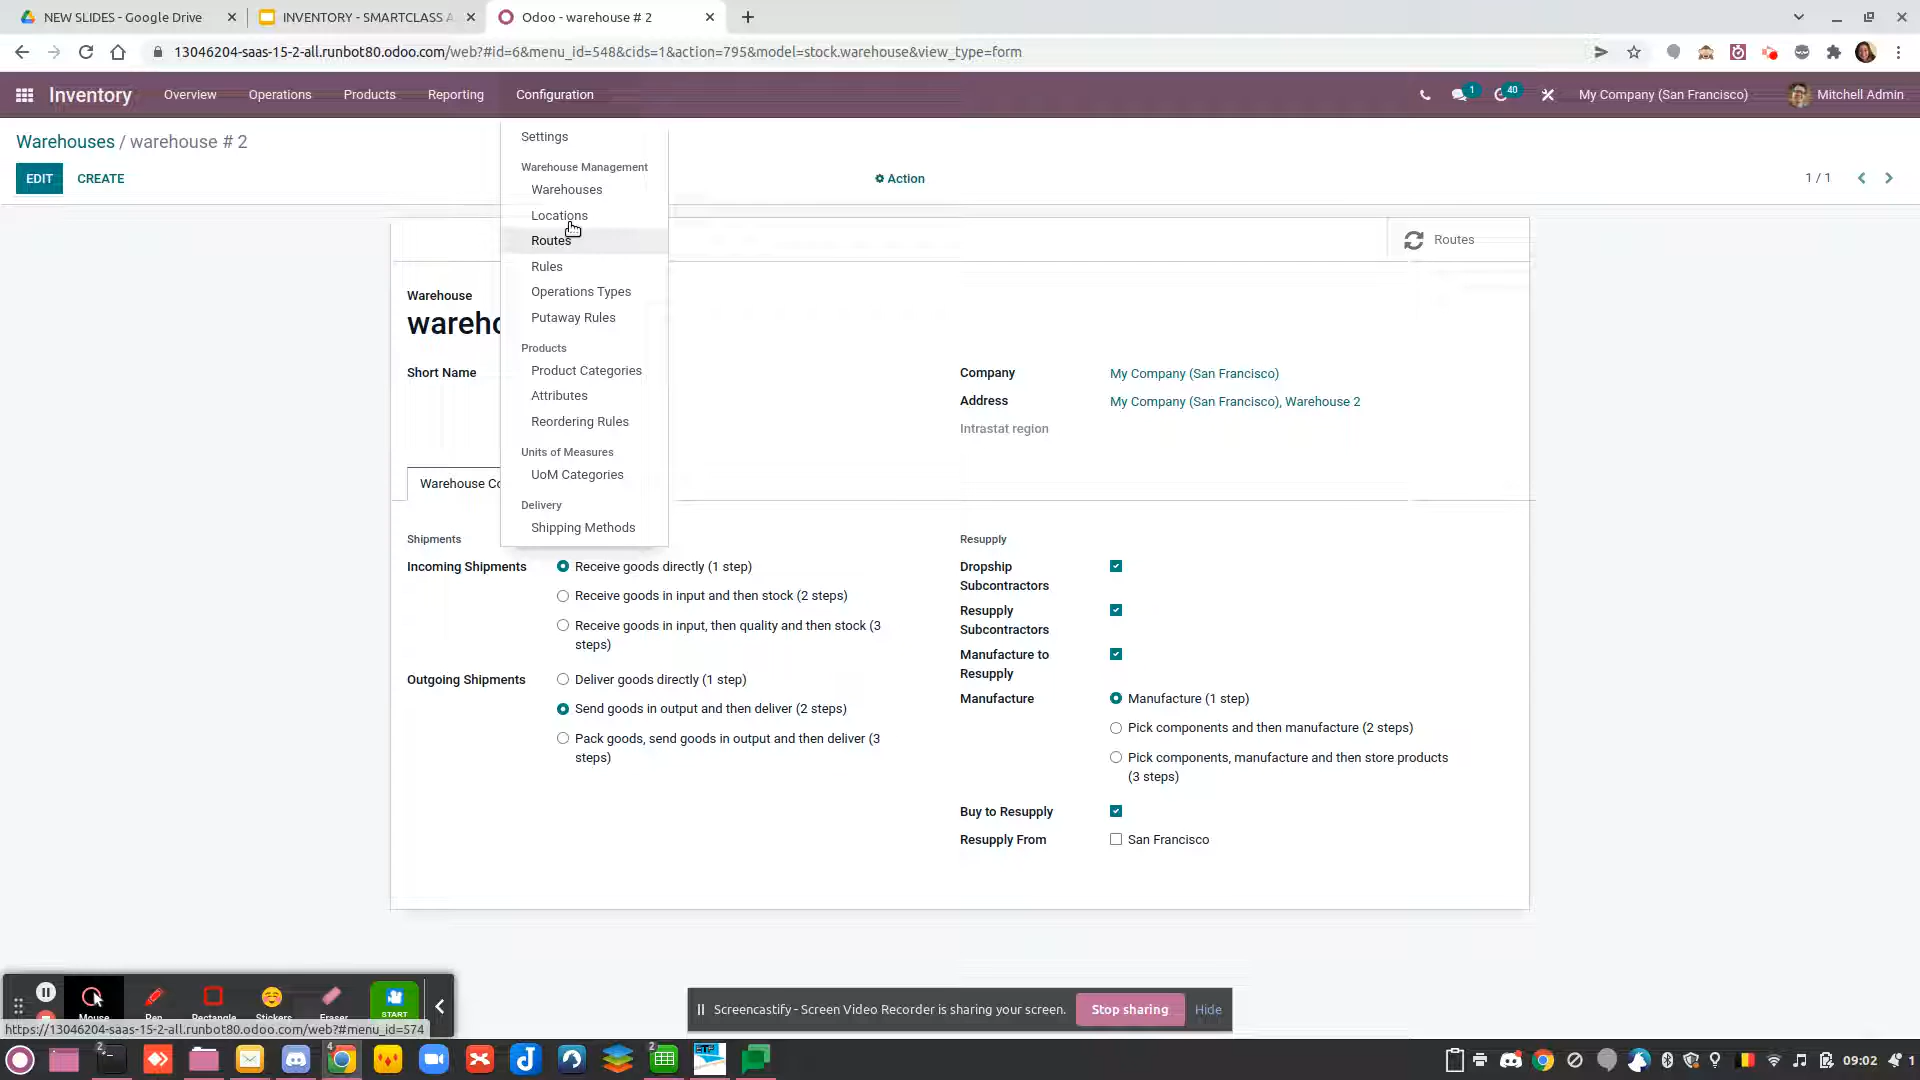 NEW SLIDES - Google Drive
INVENTORY - SMARTCLASS A
Odoo - warehouse # 2
13046204-saas-15-2-all.runbot80.odoo.com/web?#id=6&menu_id=548&cids=1&action=795&model=stock.warehouse&view_type=form
Inventory Overview Operations Products Reporting Configuration
1 40 My Company (San Francisco) Mitchell Admin
Warehouses / warehouse # 2
EDIT CREATE
Action
1 / 1
Settings
Warehouse Management
Warehouses
Locations
Routes
Rules
Operations Types
Putaway Rules
Products
Product Categories
Attributes
Reordering Rules
Units of Measures
UoM Categories
Delivery
Shipping Methods
Routes
Warehouse
Short Name
Company My Company (San Francisco)
Address My Company (San Francisco), Warehouse 2
Intrastat region
Warehouse
Shipments
Incoming Shipments
Receive goods directly (1 step)
Receive goods in input and then stock (2 steps)
Receive goods in input, then quality and then stock (3
steps)
Outgoing Shipments
Deliver goods directly (1 step)
Send goods in output and then deliver (2 steps)
Pack goods, send goods in output and then deliver (3
steps)
Resupply
Dropship
Subcontractors
Resupply
Subcontractors
Manufacture to
Resupply
Manufacture
Manufacture (1 step)
Pick components and then manufacture (2 steps)
Pick components, manufacture and then store products
(3 steps)
Buy to Resupply
Resupply From San Francisco
START
Screencastify - Screen Video Recorder is sharing your screen. Stop sharing Hide
https://13046204-saas-15-2-all.runbot80.odoo.com/web?#menu_id=574
2 4 2
09:02 1